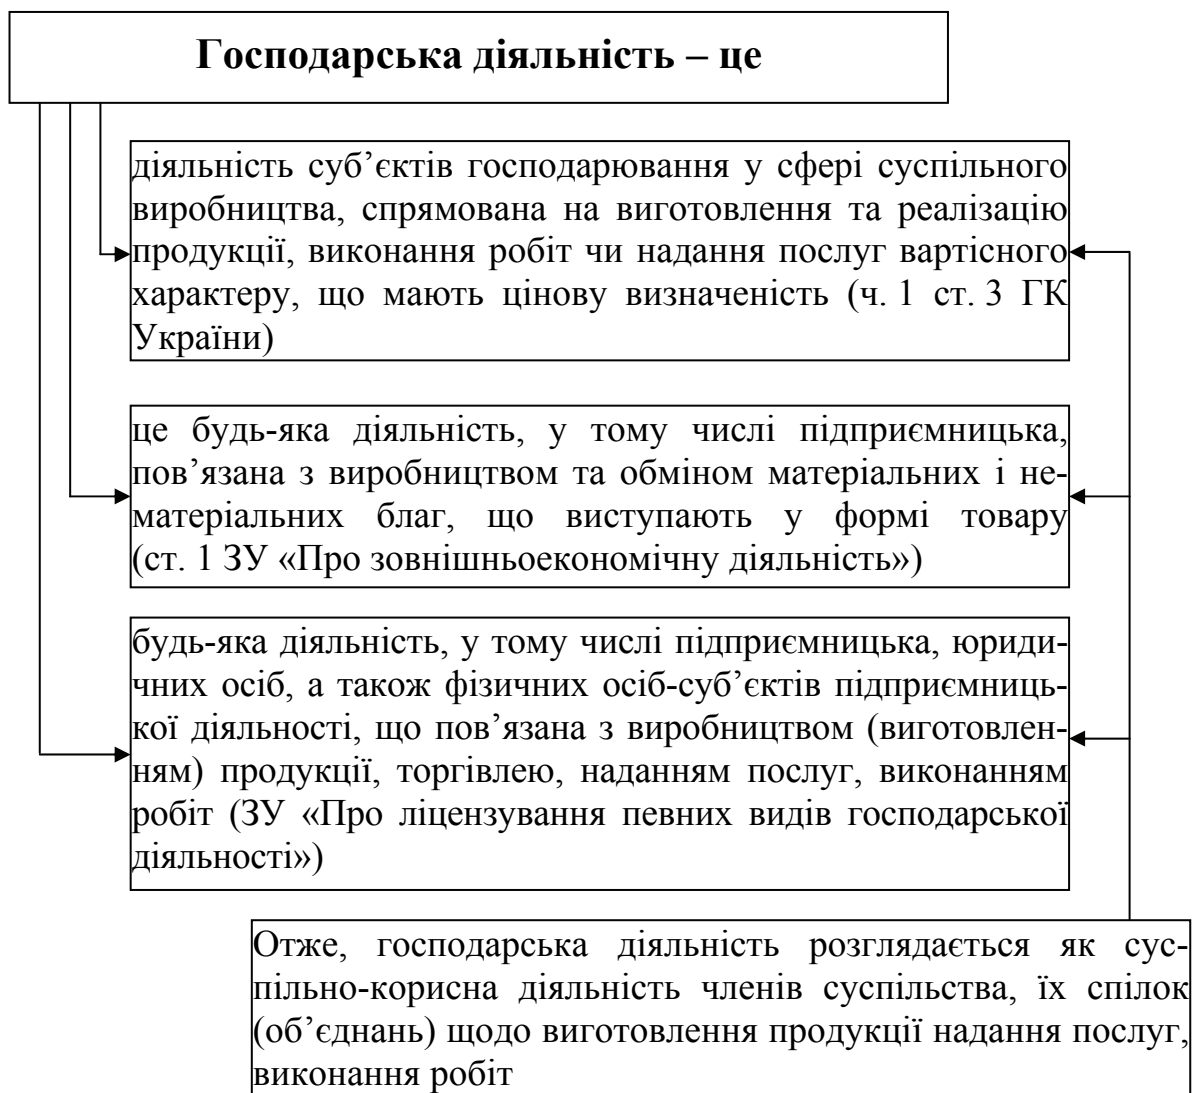 Господарська діяльність – це
діяльність суб’єктів господарювання у сфері суспільного
виробництва, спрямована на виготовлення та реалізацію
продукції, виконання робіт чи надання послуг вартісного
характеру, що мають цінову визначеність (ч. 1 ст. 3 ГК
України)
це будь-яка діяльність, у тому числі підприємницька,
пов’язана з виробництвом та обміном матеріальних і не-
матеріальних благ, що виступають у формі товару
(ст. 1 ЗУ «Про зовнішньоекономічну діяльність»)
будь-яка діяльність, у тому числі підприємницька, юриди-
чних осіб, а також фізичних осіб-суб’єктів підприємниць-
кої діяльності, що пов’язана з виробництвом (виготовлен-
ням) продукції, торгівлею, наданням послуг, виконанням
робіт (ЗУ «Про ліцензування певних видів господарської
діяльності»)
Отже, господарська діяльність розглядається як сус-
пільно-корисна діяльність членів суспільства, їх спілок
(об’єднань) щодо виготовлення продукції надання послуг,
виконання робіт